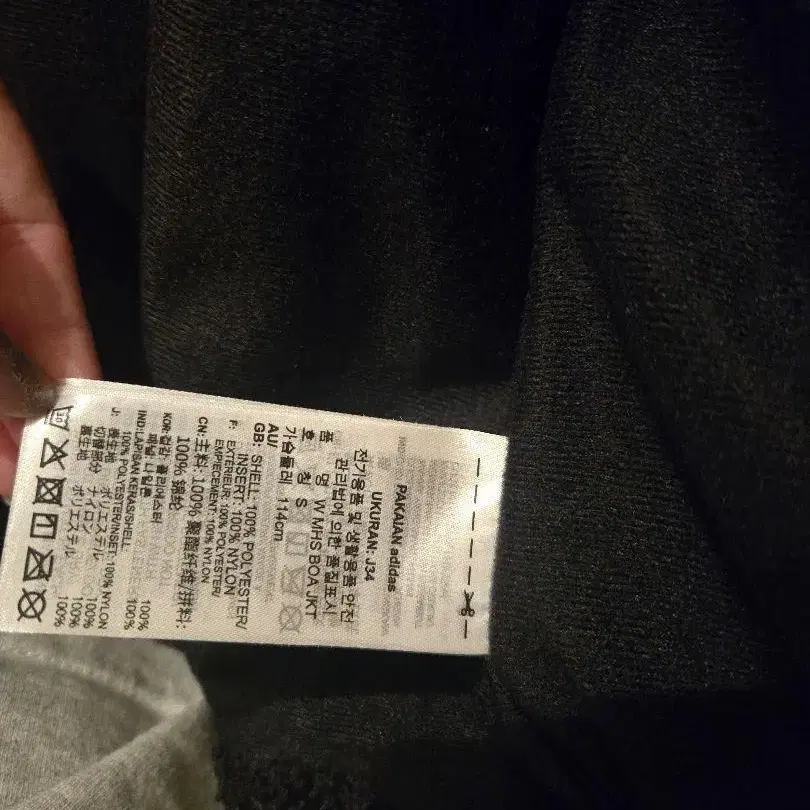 PAKAIAN adidas
UKURAN: J34
전기용품 및 생활용품 안전
관리법에 의한 품질표시
품 명 W MHS BOA JKT
호 칭 S
가슴둘레 114cm
AU/
GB: SHELL: 100% POLYESTER/
INSERT: 100% NYLON
F: EXTERIEUR: 100% POLYESTER/
EMPIECEMENT: 100% NYLON
CN: 主料: 100% 聚酯纤维/拼料:
100% 锦纶
KOR: 겉감: 폴리에스터 100%
패널: 나일론 100%
IND: LAPISAN KERAS/SHELL
100% POLYESTER/INSET: 100% NYLON
J: 身生地 ポリエステル 100%
切替部分 ナイロン 100%
裏生地 ポリエステル 100%